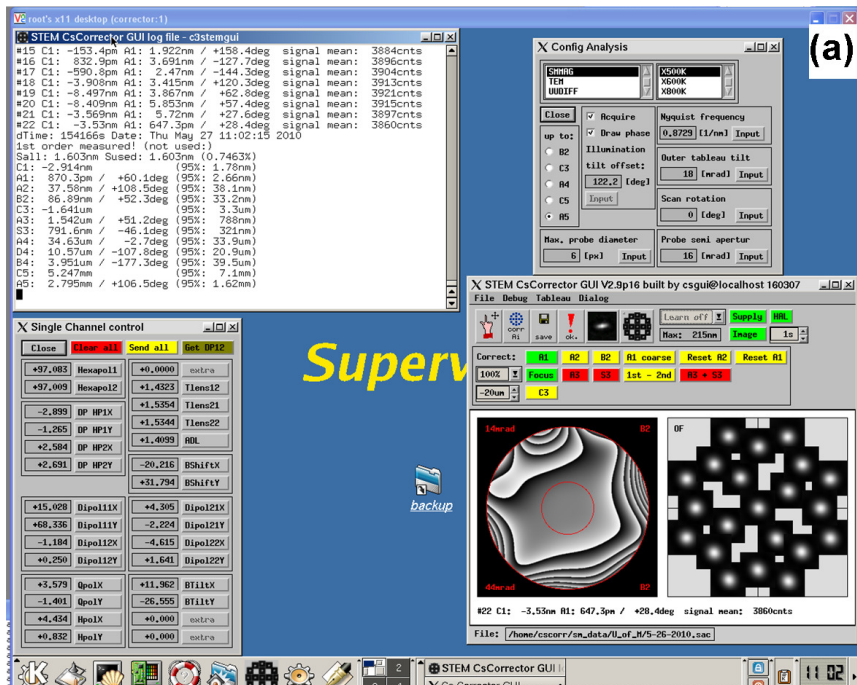 root's x11 desktop (corrector:1)
(a)
STEM CsCorrector GUI log file - c3stemgui
#15 C1: -153.4pm A1: 1.922nm / +158.4deg signal mean: 3884cnts
#16 C1: 832.9pm A1: 3.691nm / -127.7deg signal mean: 3896cnts
#17 C1: -590.8pm A1: 2.47nm / -144.3deg signal mean: 3904cnts
#18 C1: -3.908nm A1: 3.415nm / +120.3deg signal mean: 3913cnts
#19 C1: -8.497nm A1: 3.867nm / +62.8deg signal mean: 3921cnts
#20 C1: -8.409nm A1: 5.853nm / +57.4deg signal mean: 3915cnts
#21 C1: -3.569nm A1: 5.72nm / +27.6deg signal mean: 3897cnts
#22 C1: -3.53nm A1: 647.3pm / +28.4deg signal mean: 3860cnts
dTime: 154166s Date: Thu May 27 11:02:15 2010
1st order measured! (not used:)
Sall: 1.603nm Sused: 1.603nm (0.7463%)
C1: -2.914nm (95%: 1.78nm)
A1: 870.3pm / +60.1deg (95%: 2.66nm)
A2: 37.58nm / +108.5deg (95%: 38.1nm)
B2: 86.89nm / +52.3deg (95%: 33.2nm)
C3: -1.641um (95%: 3.3um)
A3: 1.542um / +51.2deg (95%: 788nm)
S3: 791.6nm / -46.1deg (95%: 321nm)
A4: 34.63um / -2.7deg (95%: 33.9um)
D4: 10.57um / -107.8deg (95%: 20.9um)
B4: 3.951um / -177.3deg (95%: 39.5um)
C5: 5.247mm (95%: 7.1mm)
A5: 2.795mm / +106.5deg (95%: 1.62mm)
Config Analysis
SMMAG X500K
TEM X600K
UUDIFF X800K
Close Acquire Nyquist frequency
up to: Draw phase 0.8729 [1/nm] Input
B2 Illumination
C3 tilt offset: Outer tableau tilt
A4 122.2 [deg] 18 [mrad] Input
C5 Input Scan rotation
A5 0 [deg] Input
Max. probe diameter Probe semi apertur
6 [px] Input 16 [mrad] Input
Single Channel control
Close Clear all Send all Get DP12
+97.083 Hexapol1 +0.0000 extra
+97.009 Hexapol2 +1.4323 Tlens12
+1.5354 Tlens21
-2.899 DP HP1X +1.5344 Tlens22
-1.265 DP HP1Y +1.4099 ADL
+2.584 DP HP2X
+2.691 DP HP2Y -20.216 BShiftX
+31.794 BShiftY
+15.028 Dipol11X +4.305 Dipol21X
+68.336 Dipol11Y -2.224 Dipol21Y
-1.184 Dipol12X -4.615 Dipol22X
+0.250 Dipol12Y +1.641 Dipol22Y
+3.579 QpolX +11.962 BTiltX
-1.401 QpolY -26.555 BTiltY
+4.434 HpolX +0.000 extra
+0.832 HpolY +0.000 extra
Superv
backup
STEM CsCorrector GUI V2.9p16 built by csgui@localhost 160307
File Debug Tableau Dialog
corr A1 save ok. Learn off Supply HAL
Max: 215nm Image 1s
Correct: A1 A2 B2 A1 coarse Reset A2 Reset A1
100% Focus A3 S3 1st - 2nd A3 + S3
-20um C3
14mrad B2 OF
44mrad B2
#22 C1: -3.53nm A1: 647.3pm / +28.4deg signal mean: 3860cnts
File: /home/cscorr/sm_data/U_of_M/5-26-2010.sac
2
STEM CsCorrector GUI
11 02